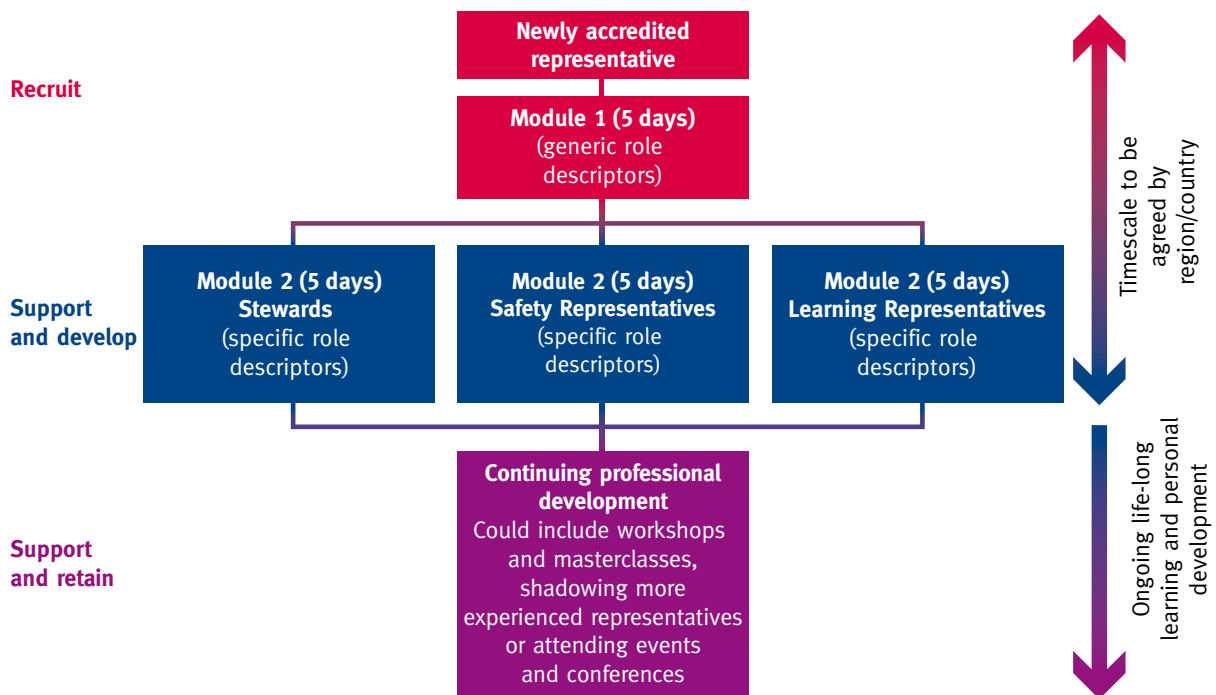 Newly accredited
representative
Recruit
Module 1 (5 days)
(generic role
descriptors)
Timescale to be
agreed by
region/country
Support
and develop
Module 2 (5 days)
Stewards
(specific role
descriptors)
Module 2 (5 days)
Safety Representatives
(specific role
descriptors)
Module 2 (5 days)
Learning Representatives
(specific role
descriptors)
Support
and retain
Continuing professional
development
Could include workshops
and masterclasses,
shadowing more
experienced representatives
or attending events
and conferences
Ongoing life-long
learning and personal
development